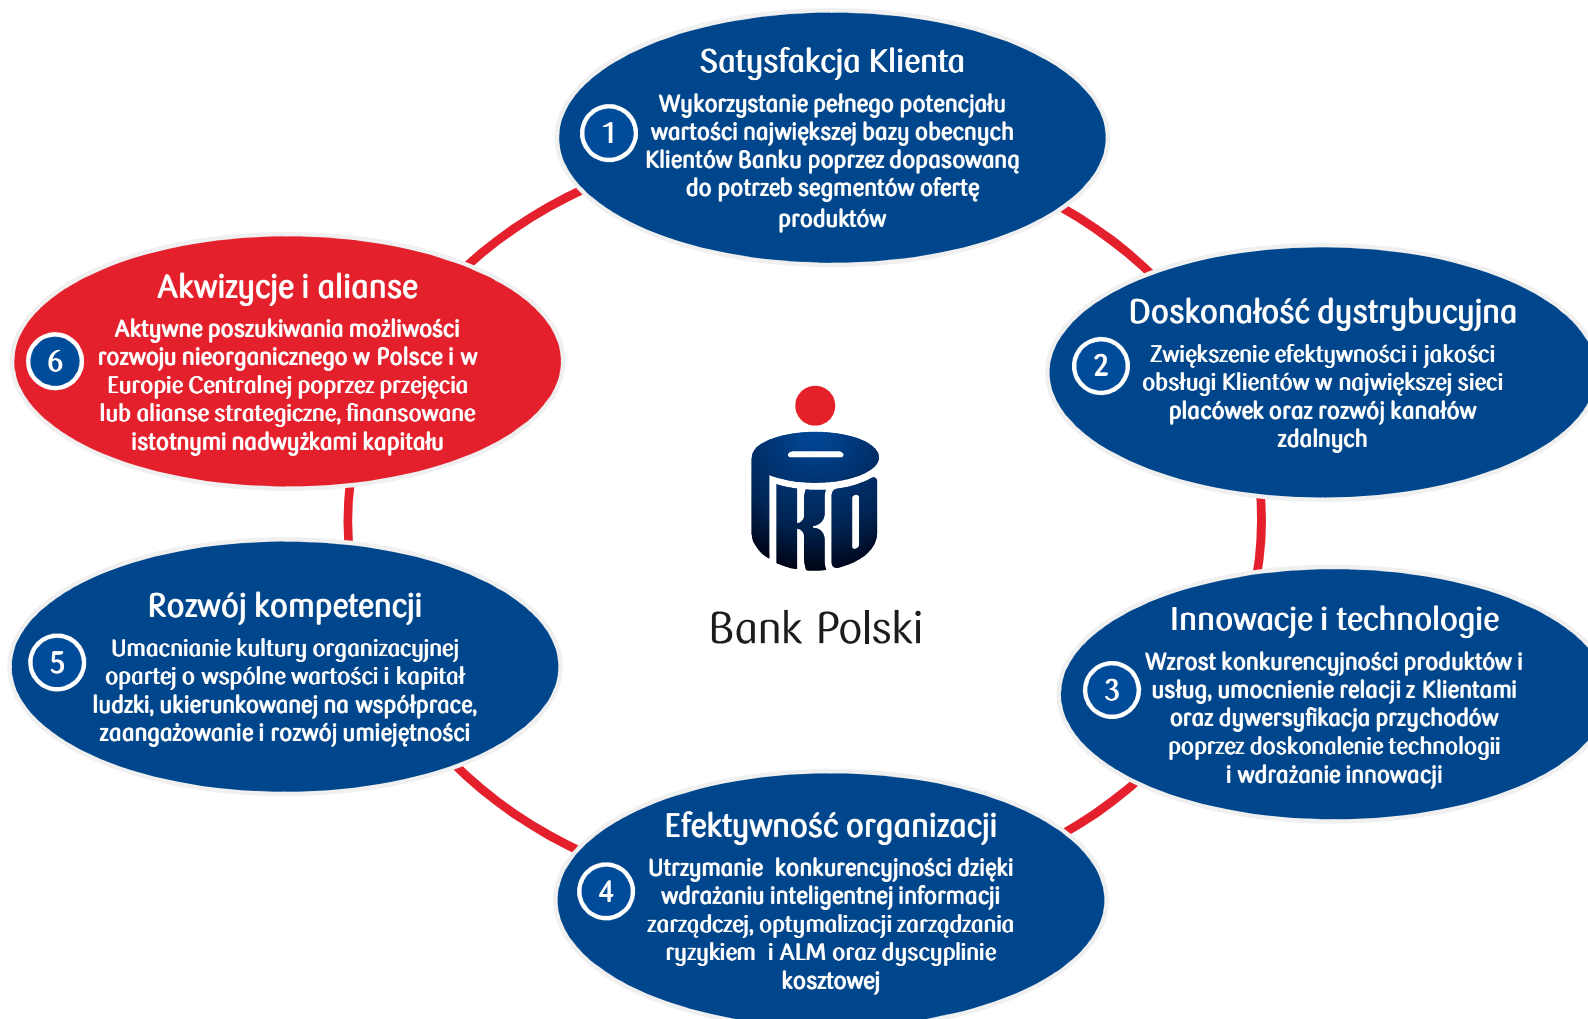 Satysfakcja Klienta
1
Wykorzystanie pełnego potencjału
wartości największej bazy obecnych
Klientów Banku poprzez dopasowaną
do potrzeb segmentów ofertę
produktów
Doskonałość dystrybucyjna
2
Zwiększenie efektywności i jakości
obsługi Klientów w największej sieci
placówek oraz rozwój kanałów
zdalnych
Innowacje i technologie
3
Wzrost konkurencyjności produktów i
usług, umocnienie relacji z Klientami
oraz dywersyfikacja przychodów
poprzez doskonalenie technologii
i wdrażanie innowacji
Efektywność organizacji
4
Utrzymanie konkurencyjności dzięki
wdrażaniu inteligentnej informacji
zarządczej, optymalizacji zarządzania
ryzykiem i ALM oraz dyscyplinie
kosztowej
Rozwój kompetencji
5
Umacnianie kultury organizacyjnej
opartej o wspólne wartości i kapitał
ludzki, ukierunkowanej na współprace,
zaangażowanie i rozwój umiejętności
Akwizycje i alianse
6
Aktywne poszukiwania możliwości
rozwoju nieorganicznego w Polsce i w
Europie Centralnej poprzez przejęcia
lub alianse strategiczne, finansowane
istotnymi nadwyżkami kapitału
PKO
Bank Polski